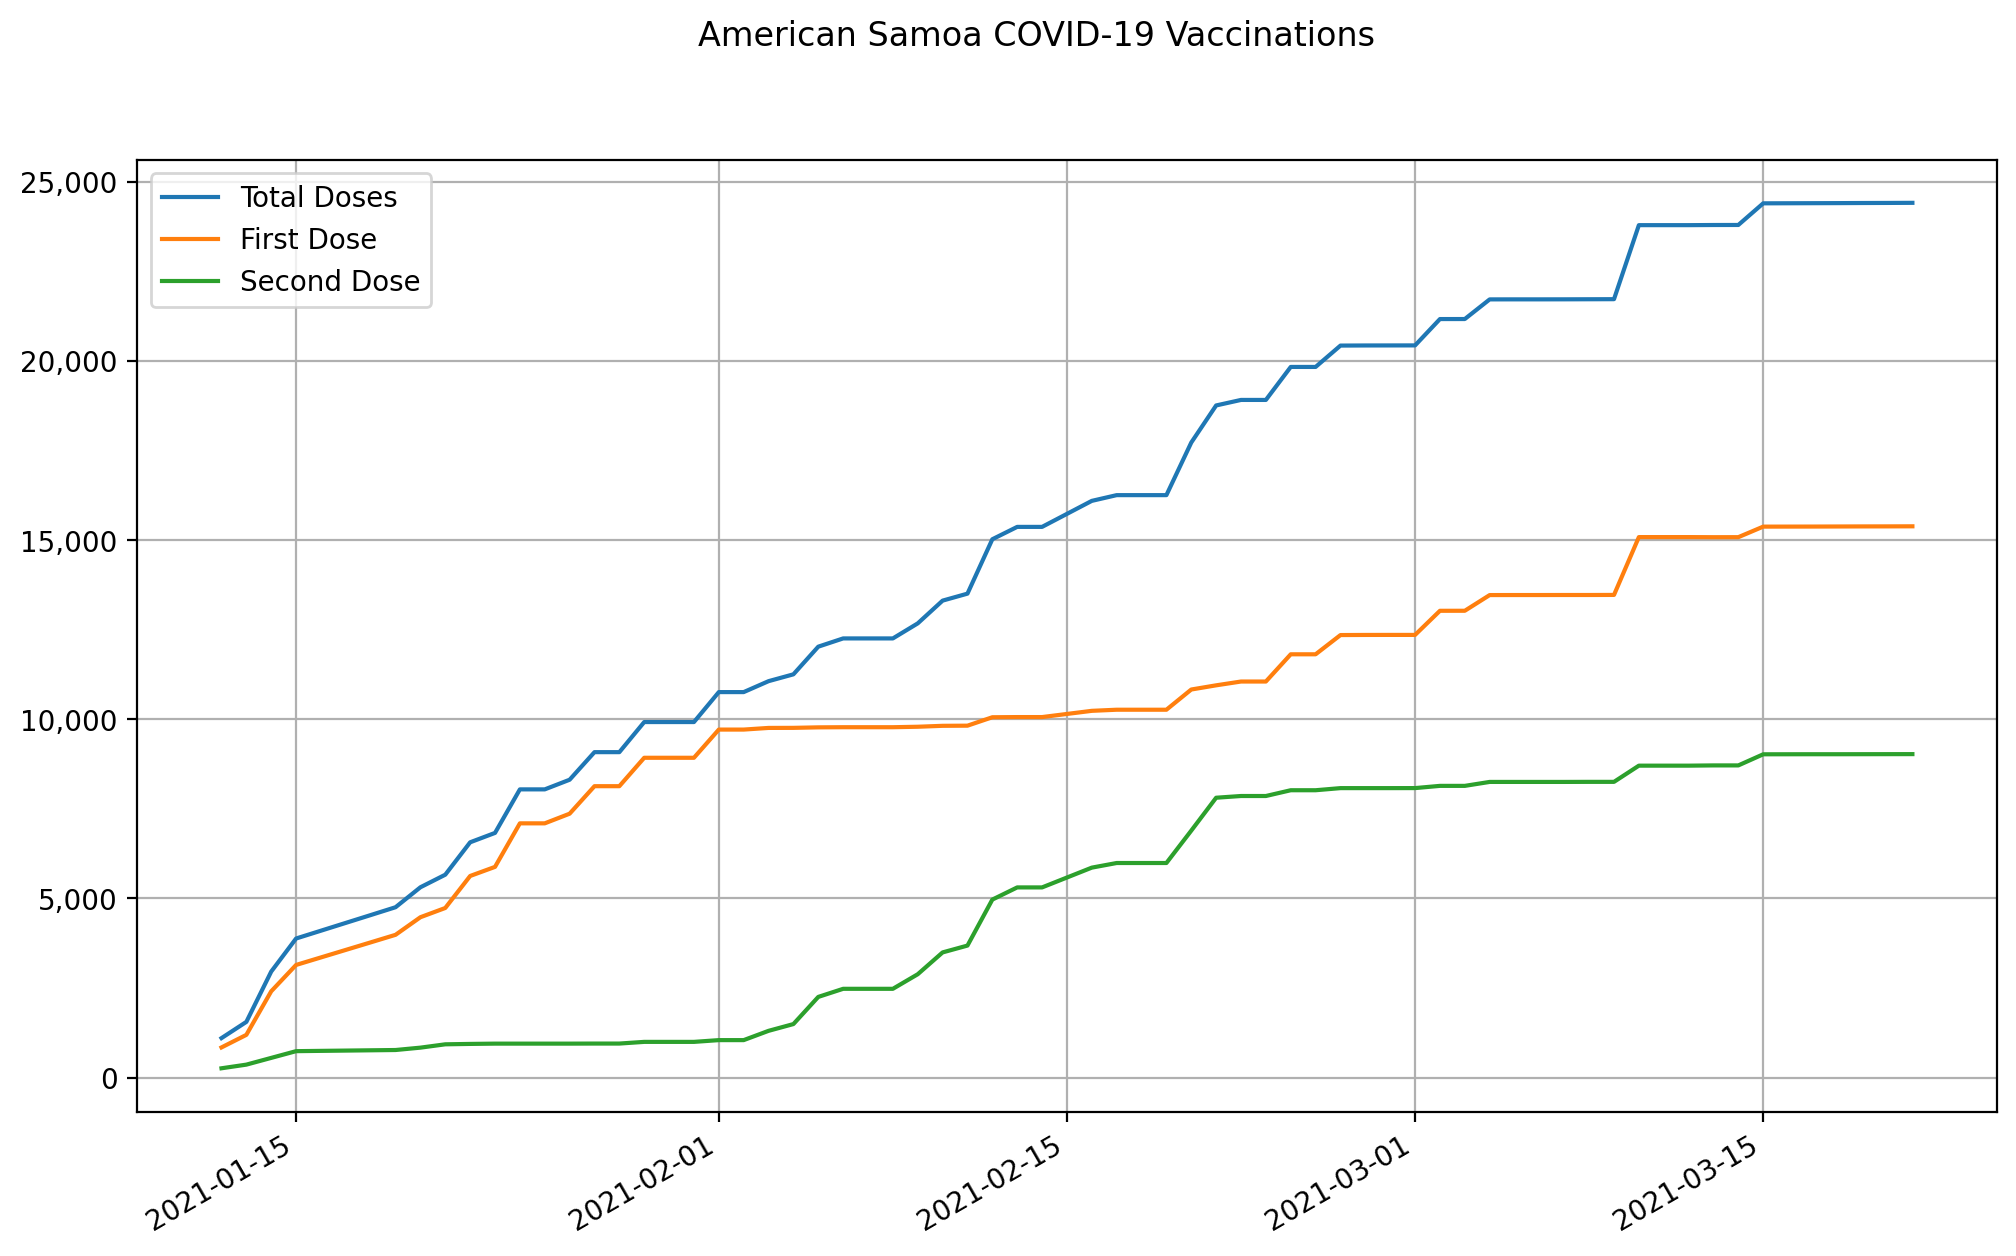 American Samoa COVID-19 Vaccinations
25,000
20,000
15,000
10,000
5,000
0
Total Doses
First Dose
Second Dose
2021-01-15
2021-02-01
2021-02-15
2021-03-01
2021-03-15